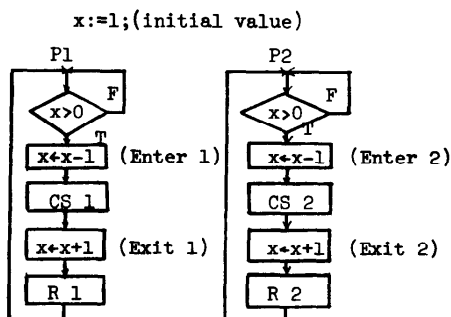 x:=1;(initial value)
P1 P2
F F
x>0 x>0
T T
x←x-1 (Enter 1) x←x-1 (Enter 2)
CS 1 CS 2
x←x+1 (Exit 1) x←x+1 (Exit 2)
R 1 R 2